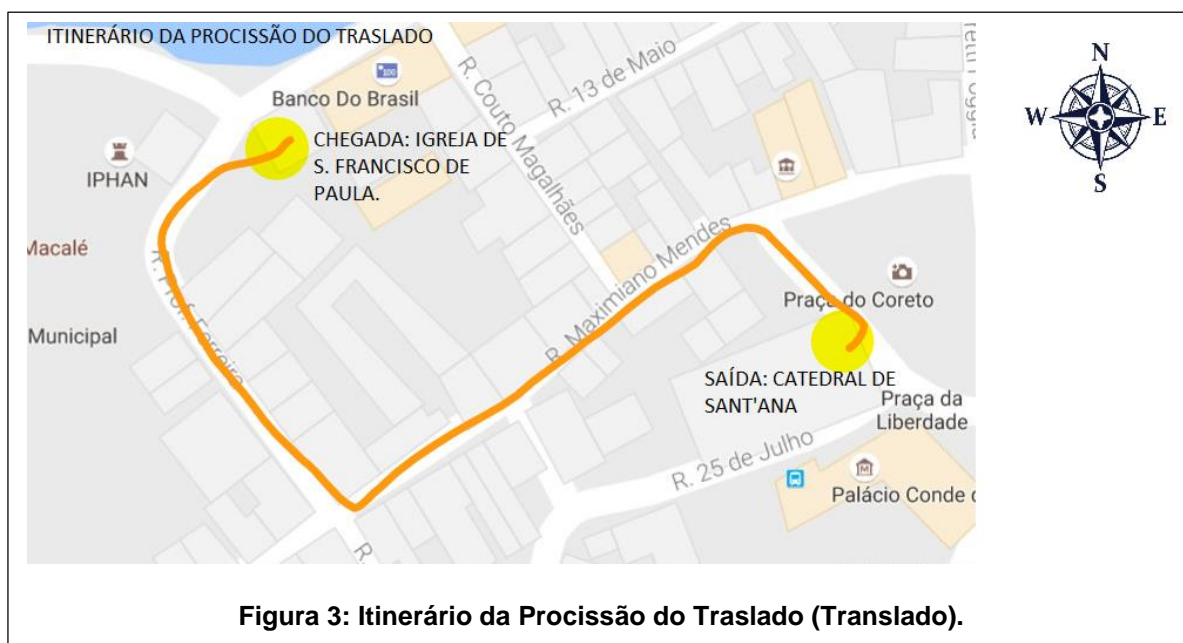 ITINERÁRIO DA PROCISSÃO DO TRASLADO
Banco Do Brasil
R. Couto Magalhães
R. 13 de Maio
CHEGADA: IGREJA DE
S. FRANCISCO DE
PAULA.
IPHAN
Macalé
R. Prof. Ferreira
Municipal
R. Maximiano Mendes
Praça do Coreto
SAÍDA: CATEDRAL DE
SANT'ANA
Praça da
Liberdade
R. 25 de Julho
Palácio Conde
R.
N
W
E
S
Figura 3: Itinerário da Procissão do Traslado (Translado).